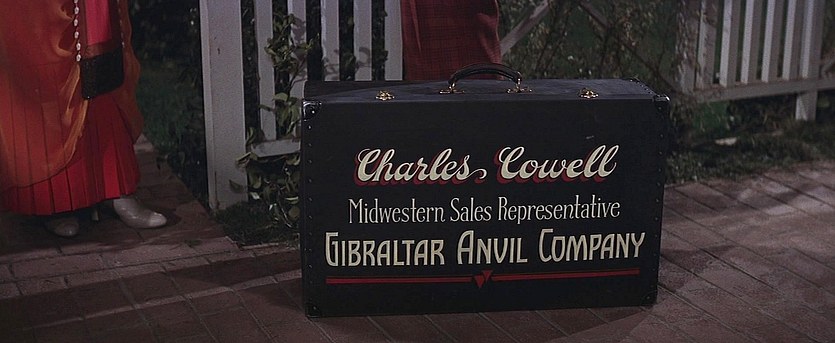 Charles Cowell
Midwestern Sales Representative
GIBRALTAR ANVIL COMPANY